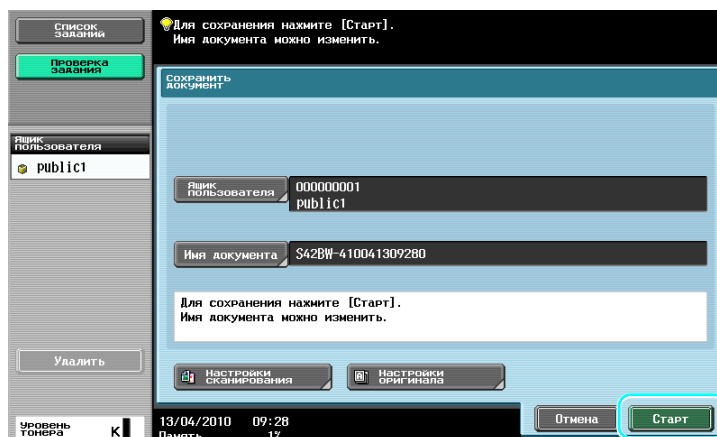 Список
заданий
Проверка
задания
Ящик
пользователя
public1
Удалить
Уровень
тонера
K
Для сохранения нажмите [Старт].
Имя документа можно изменить.
Сохранить
документ
Ящик
пользователя
000000001
public1
Имя документа
S42BW-410041309280
Для сохранения нажмите [Старт].
Имя документа можно изменить.
Настройки
сканирования
Настройки
оригинала
Отмена
Старт
13/04/2010 09:28
Память 1%